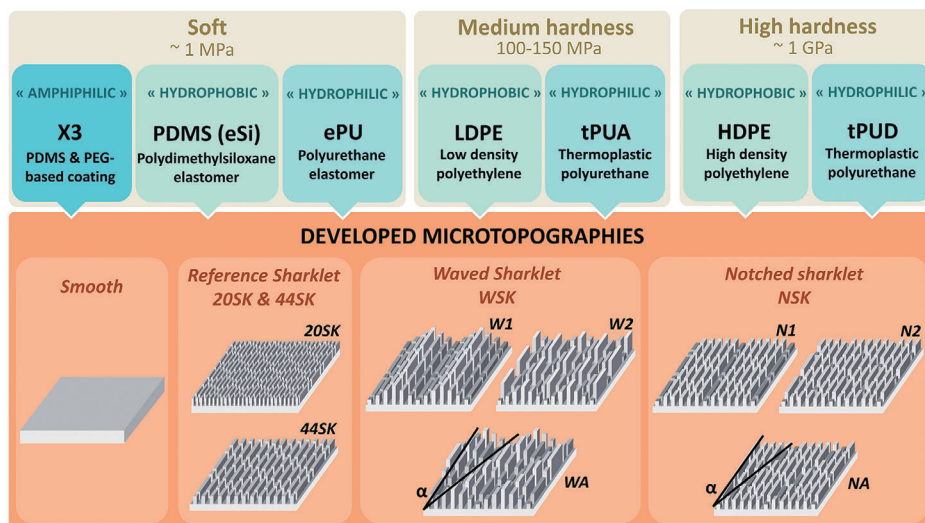 Soft
~ 1 MPa
Medium hardness
100-150 MPa
High hardness
~ 1 GPa
« AMPHIPHILIC »
X3
PDMS & PEG-
based coating
« HYDROPHOBIC »
PDMS (eSi)
Polydimethylsiloxane
elastomer
« HYDROPHILIC »
ePU
Polyurethane
elastomer
« HYDROPHOBIC »
LDPE
Low density
polyethylene
« HYDROPHILIC »
tPUA
Thermoplastic
polyurethane
« HYDROPHOBIC »
HDPE
High density
polyethylene
« HYDROPHILIC »
tPUD
Thermoplastic
polyurethane
DEVELOPED MICROTOPOGRAPHIES
Smooth
Reference Sharklet
20SK & 44SK
20SK
44SK
Waved Sharklet
WSK
W1
W2
α
WA
Notched sharklet
NSK
N1
N2
α
NA